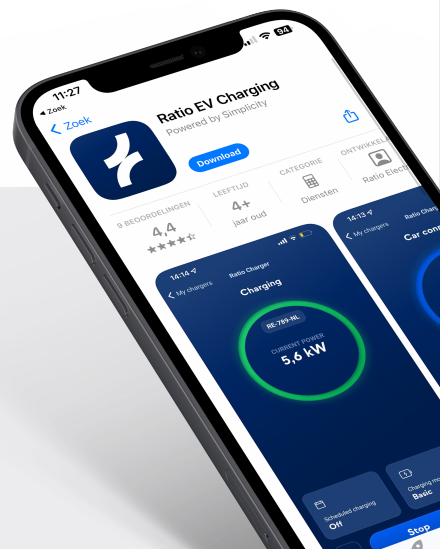 11:27
94
Zoek
Zoek
Ratio EV Charging
Powered by Simplicity
Download
9 BEOORDELINGEN
4,4
LEEFTIJD
4+
jaar oud
CATEGORIE
Diensten
ONTWIKKEL
Ratio Elect
14:14
My chargers
Ratio Charger
Charging
RE-789-NL
CURRENT POWER
5,6 kW
Scheduled charging
Off
Charging mo
Basic
Stop
14:13
My chargers
Ratio Charg
Car conn